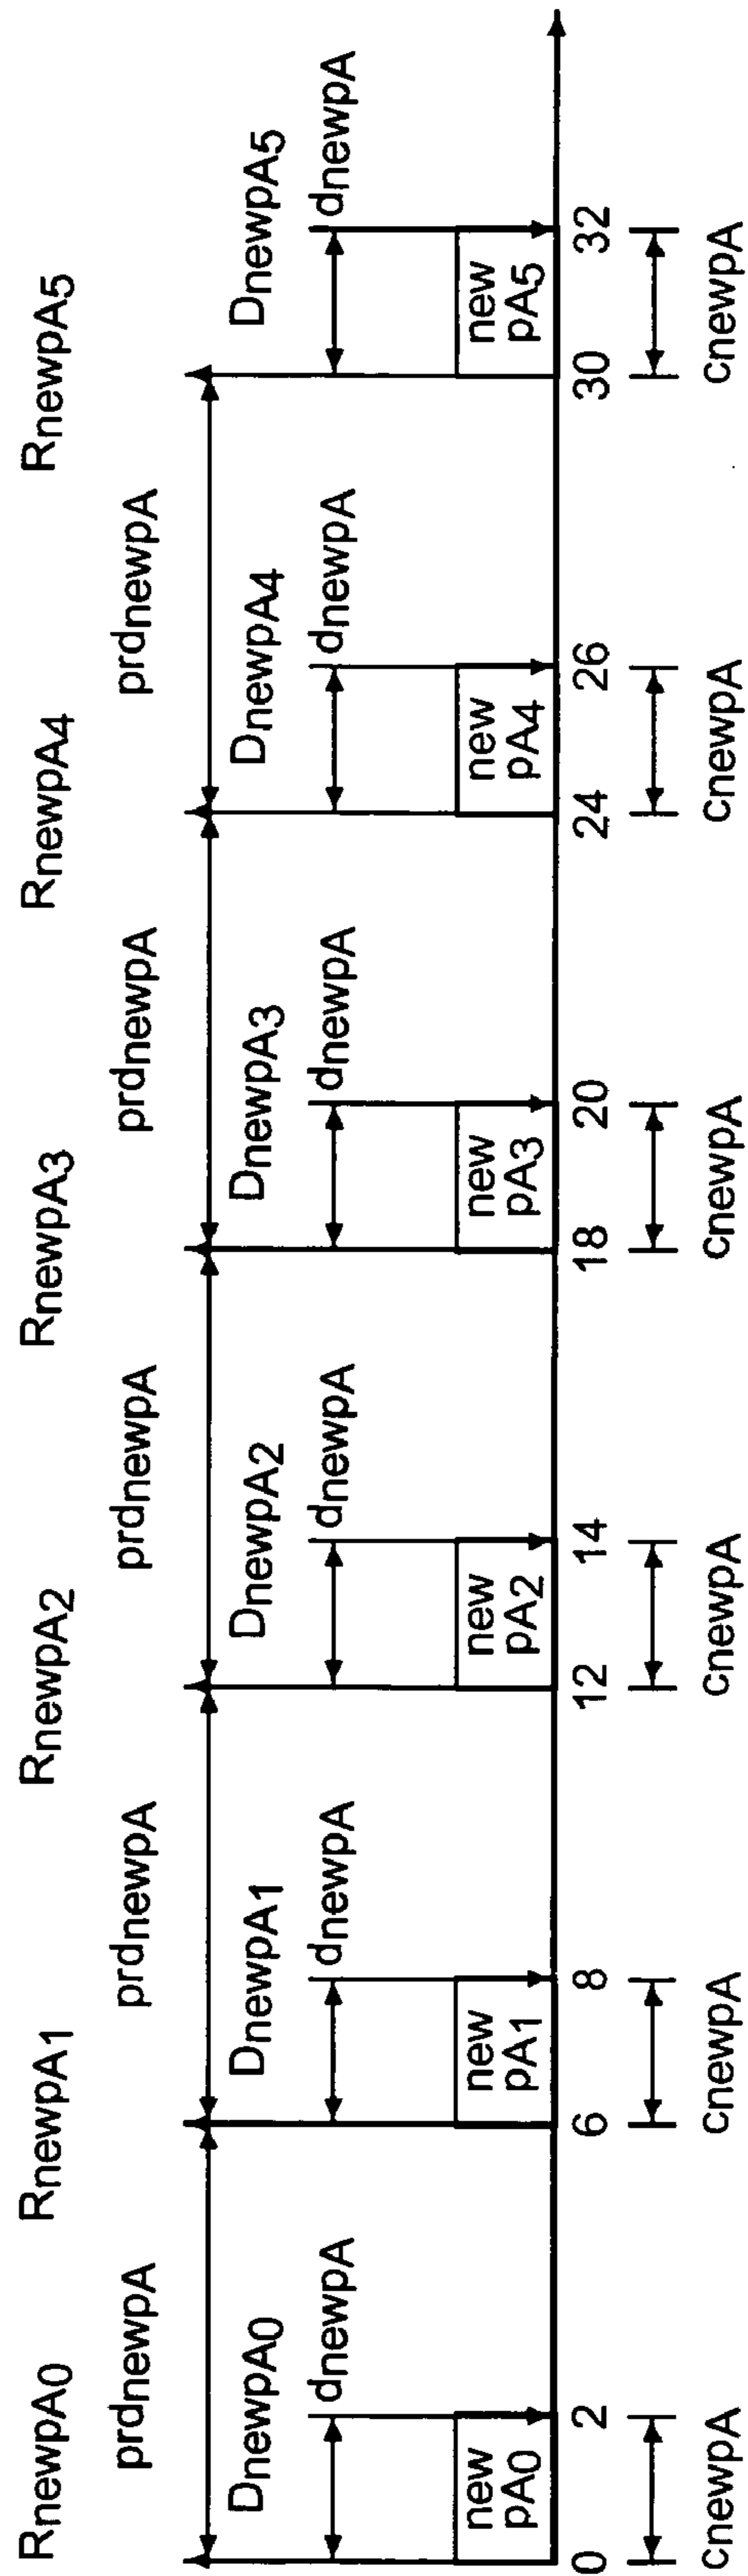 RnewpA0 RnewpA1 RnewpA2 RnewpA3 RnewpA4 RnewpA5
prdnewpA prdnewpA prdnewpA prdnewpA prdnewpA
DnewpA0 DnewpA1 DnewpA2 DnewpA3 DnewpA4 DnewpA5
dnewpA dnewpA dnewpA dnewpA dnewpA dnewpA
new new new new new new
pA0 pA1 pA2 pA3 pA4 pA5
0 2 6 8 12 14 18 20 24 26 30 32
cnewpA cnewpA cnewpA cnewpA cnewpA cnewpA